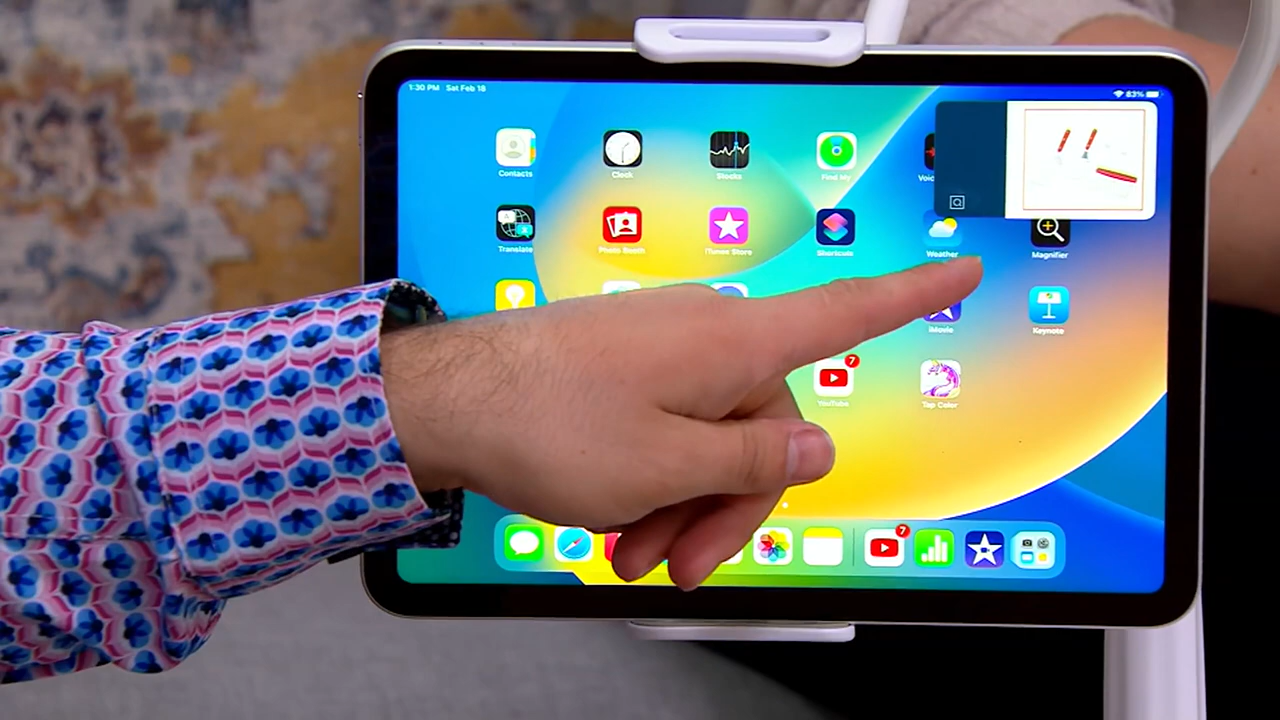 1:30 PM Sat Feb 18
83%
Contacts
Clock
Stocks
Find My
Voic
Translate
Photo Booth
iTunes Store
Shortcuts
Weather
Magnifier
iMovie
Keynote
7
YouTube
Tap Color
7